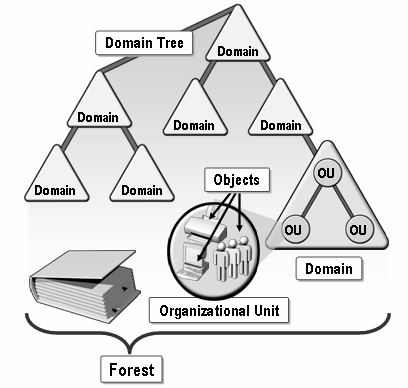 Domain Tree
Domain
Domain
Domain
Domain
Domain
Domain
Objects
OU
OU
OU
Domain
Organizational Unit
Forest